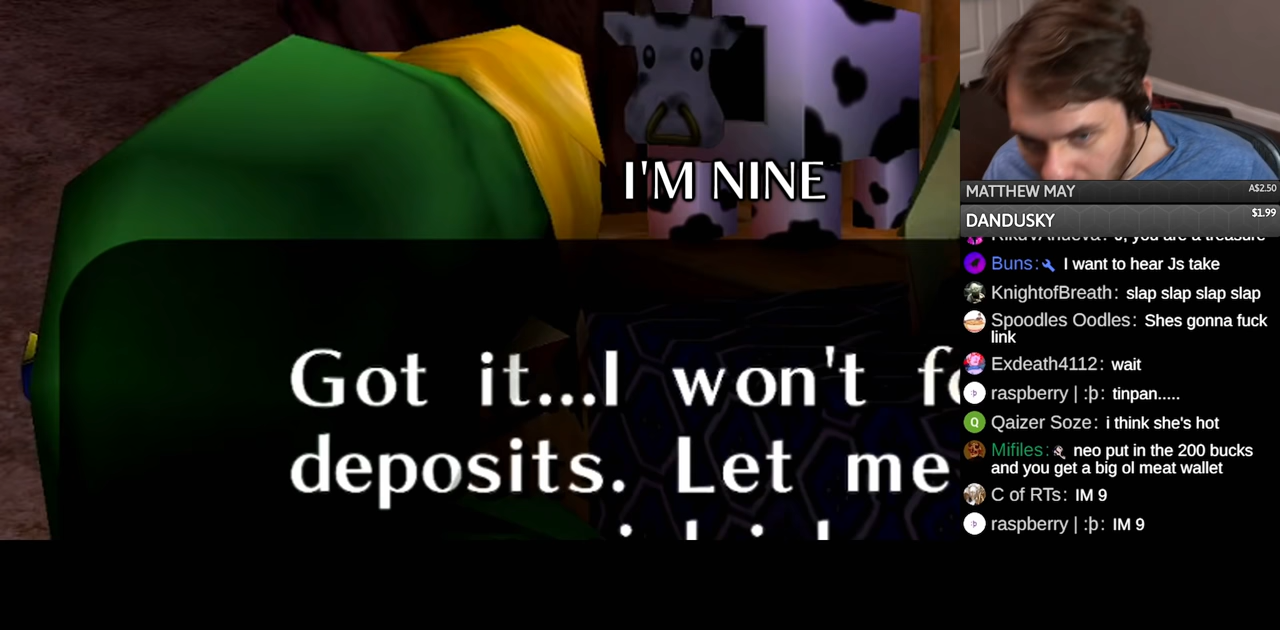 I'M NINE
Got it...I won't
deposits. Let me
MATTHEW MAY A$2.50
DANDUSKY $1.99
you are a treasure
Buns: I want to hear Js take
KnightofBreath: slap slap slap slap
Spoodles Oodles: Shes gonna fuck
link
Exdeath4112: wait
raspberry | :þ: tinpan.....
Q Qaizer Soze: i think she's hot
Mifiles: neo put in the 200 bucks
and you get a big ol meat wallet
C of RTs: IM 9
raspberry | :þ: IM 9